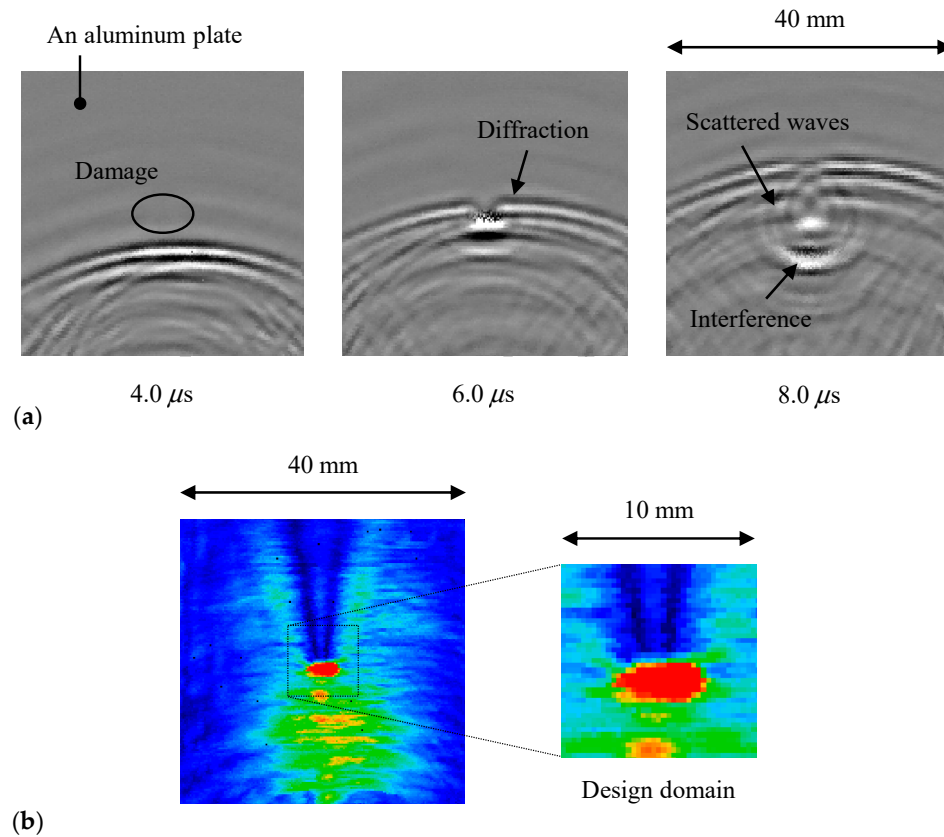 40 mm
An aluminum plate
Diffraction
Scattered waves
Damage
Interference
4.0 μs
6.0 μs
8.0 μs
(a)
40 mm
10 mm
Design domain
(b)